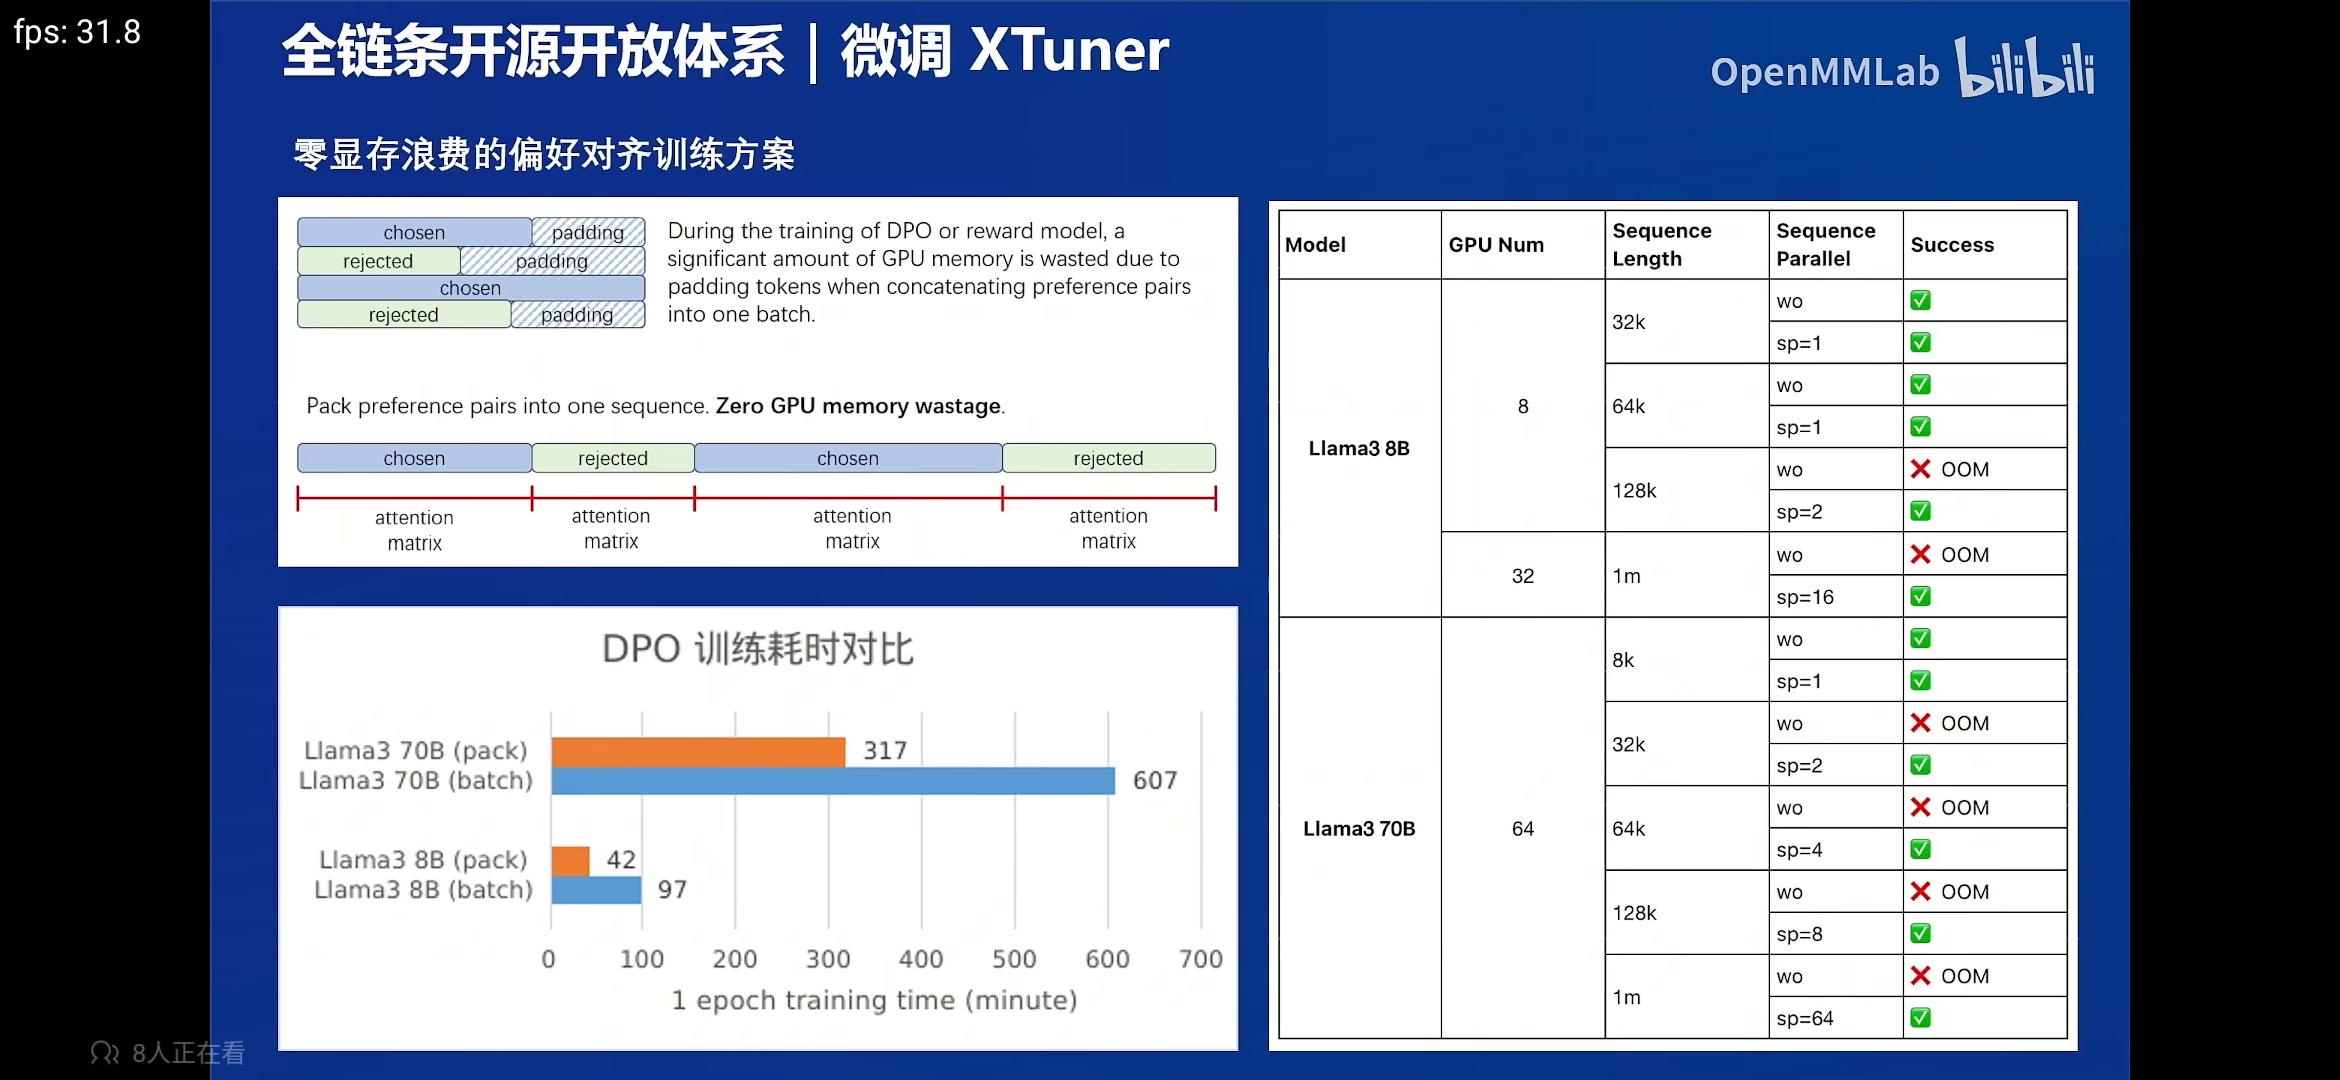 fps: 31.8
全链条开源开放体系 | 微调 XTuner
OpenMMLab bilibili
零显存浪费的偏好对齐训练方案
chosen padding
rejected padding
chosen
rejected padding
During the training of DPO or reward model, a
significant amount of GPU memory is wasted due to
padding tokens when concatenating preference pairs
into one batch.
Pack preference pairs into one sequence. Zero GPU memory wastage.
chosen rejected chosen rejected
attention attention attention attention
matrix matrix matrix matrix
DPO 训练耗时对比
Llama3 70B (pack) 317
Llama3 70B (batch) 607
Llama3 8B (pack) 42
Llama3 8B (batch) 97
0 100 200 300 400 500 600 700
1 epoch training time (minute)
Model GPU Num Sequence Length Sequence Parallel Success
Llama3 8B 8 32k wo ✅
sp=1 ✅
64k wo ✅
sp=1 ✅
128k wo ❌ OOM
sp=2 ✅
32 1m wo ❌ OOM
sp=16 ✅
Llama3 70B 64 8k wo ✅
sp=1 ✅
32k wo ❌ OOM
sp=2 ✅
64k wo ❌ OOM
sp=4 ✅
128k wo ❌ OOM
sp=8 ✅
1m wo ❌ OOM
sp=64 ✅
8人正在看